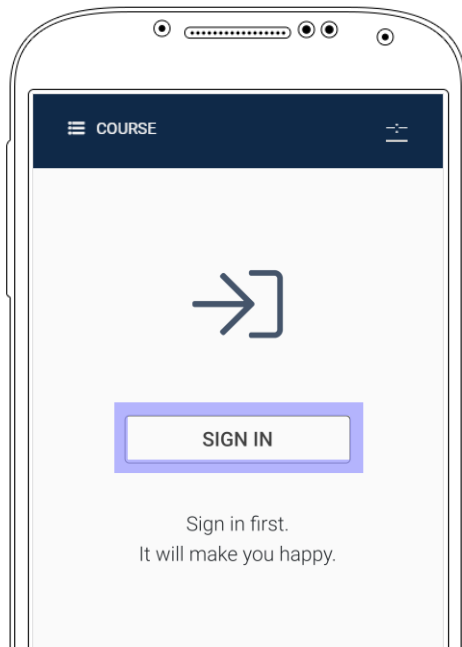 COURSE
-:-
SIGN IN
Sign in first.
It will make you happy.